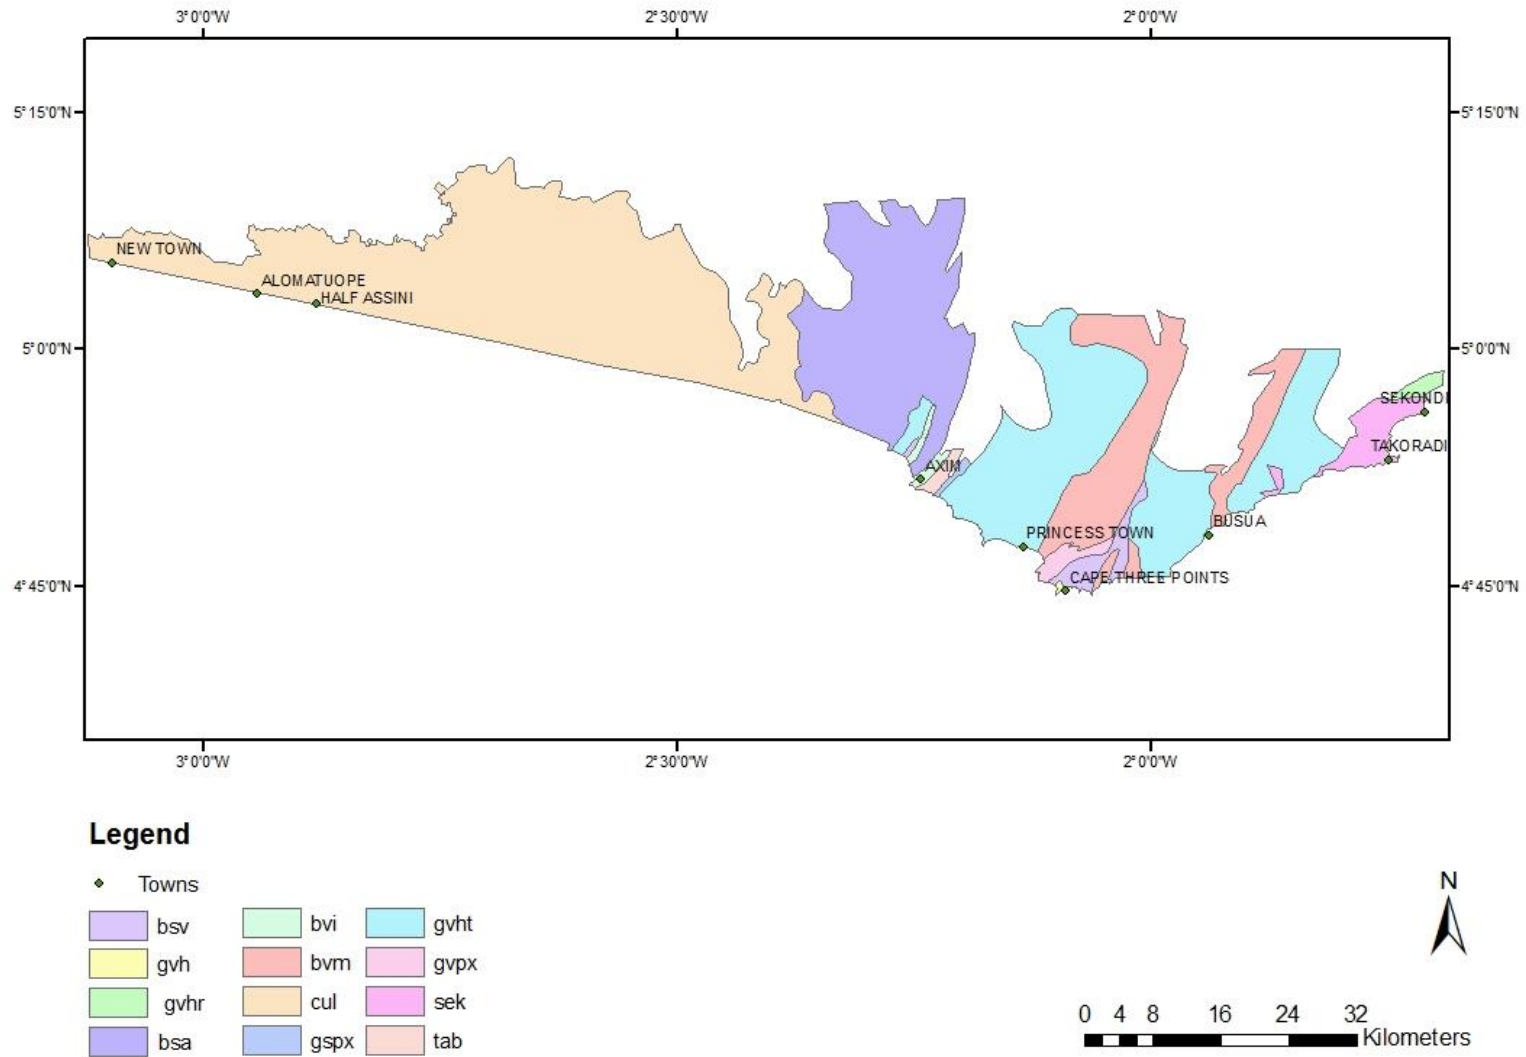 3°0'0"W 2°30'0"W 2°0'0"W
5°15'0"N 5°15'0"N
NEW TOWN
ALOMATUOPE
HALF ASSINI
5°0'0"N 5°0'0"N
SEKONDI
TAKORADI
AXIM
BUSUA
PRINCESS TOWN
CAPE THREE POINTS
4°45'0"N 4°45'0"N
3°0'0"W 2°30'0"W 2°0'0"W
Legend
Towns
bsv bvi gvht
gvh bvm gvpx
gvhr cul sek
bsa gspx tab
N
0 4 8 16 24 32
Kilometers